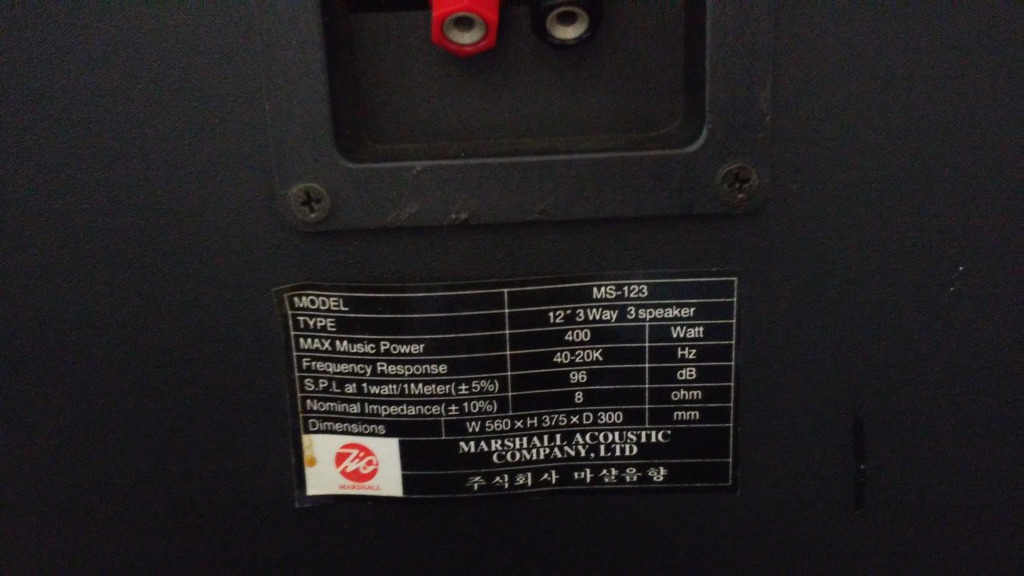 MODEL MS-123
TYPE 12″ 3 Way 3 speaker
MAX Music Power 400 Watt
Frequency Response 40-20K Hz
S.P.L at 1watt/1Meter(±5%) 96 dB
Nominal Impedance(±10%) 8 ohm
Dimensions W 560×H 375×D 300 mm
MARSHALL ACOUSTIC
COMPANY, LTD
MARSHALL
주식회사 마샬음향